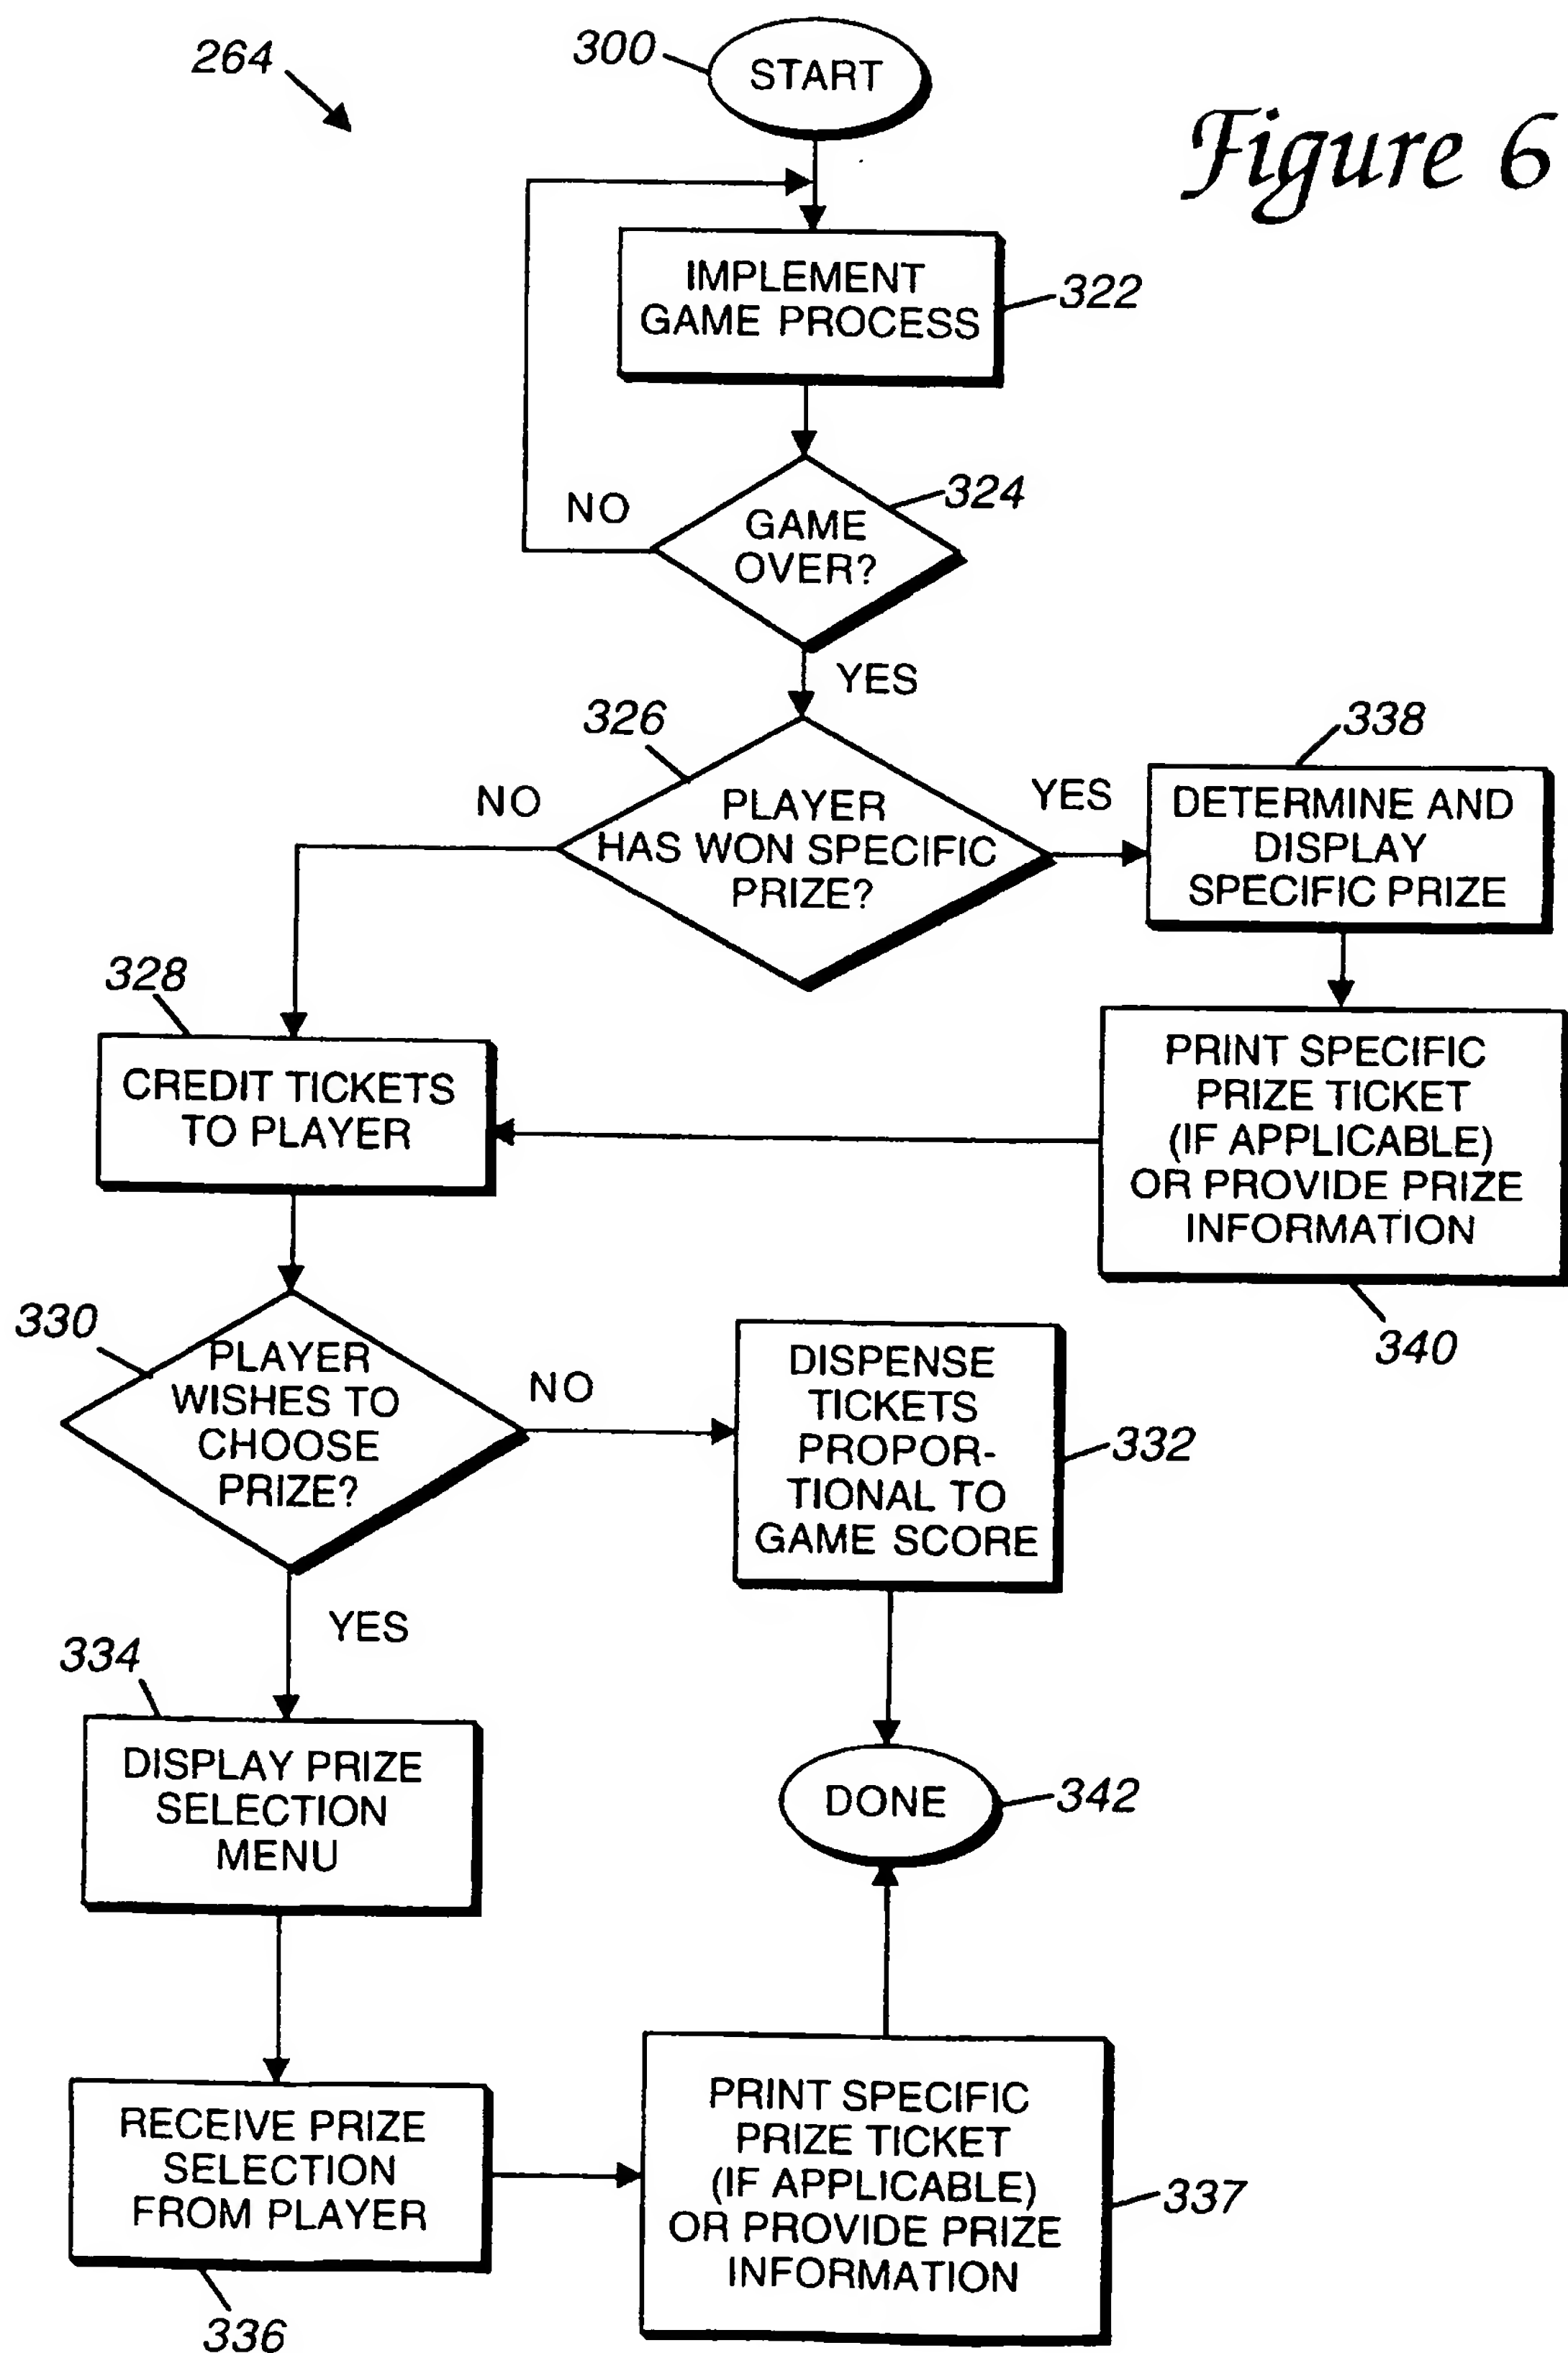 264
300
START
Figure 6
IMPLEMENT
GAME PROCESS
322
NO
GAME
OVER?
324
YES
326
NO
PLAYER
HAS WON SPECIFIC
PRIZE?
YES
338
DETERMINE AND
DISPLAY
SPECIFIC PRIZE
328
CREDIT TICKETS
TO PLAYER
PRINT SPECIFIC
PRIZE TICKET
(IF APPLICABLE)
OR PROVIDE PRIZE
INFORMATION
340
330
PLAYER
WISHES TO
CHOOSE
PRIZE?
NO
DISPENSE
TICKETS
PROPOR-
TIONAL TO
GAME SCORE
332
YES
334
DISPLAY PRIZE
SELECTION
MENU
DONE
342
RECEIVE PRIZE
SELECTION
FROM PLAYER
336
PRINT SPECIFIC
PRIZE TICKET
(IF APPLICABLE)
OR PROVIDE PRIZE
INFORMATION
337